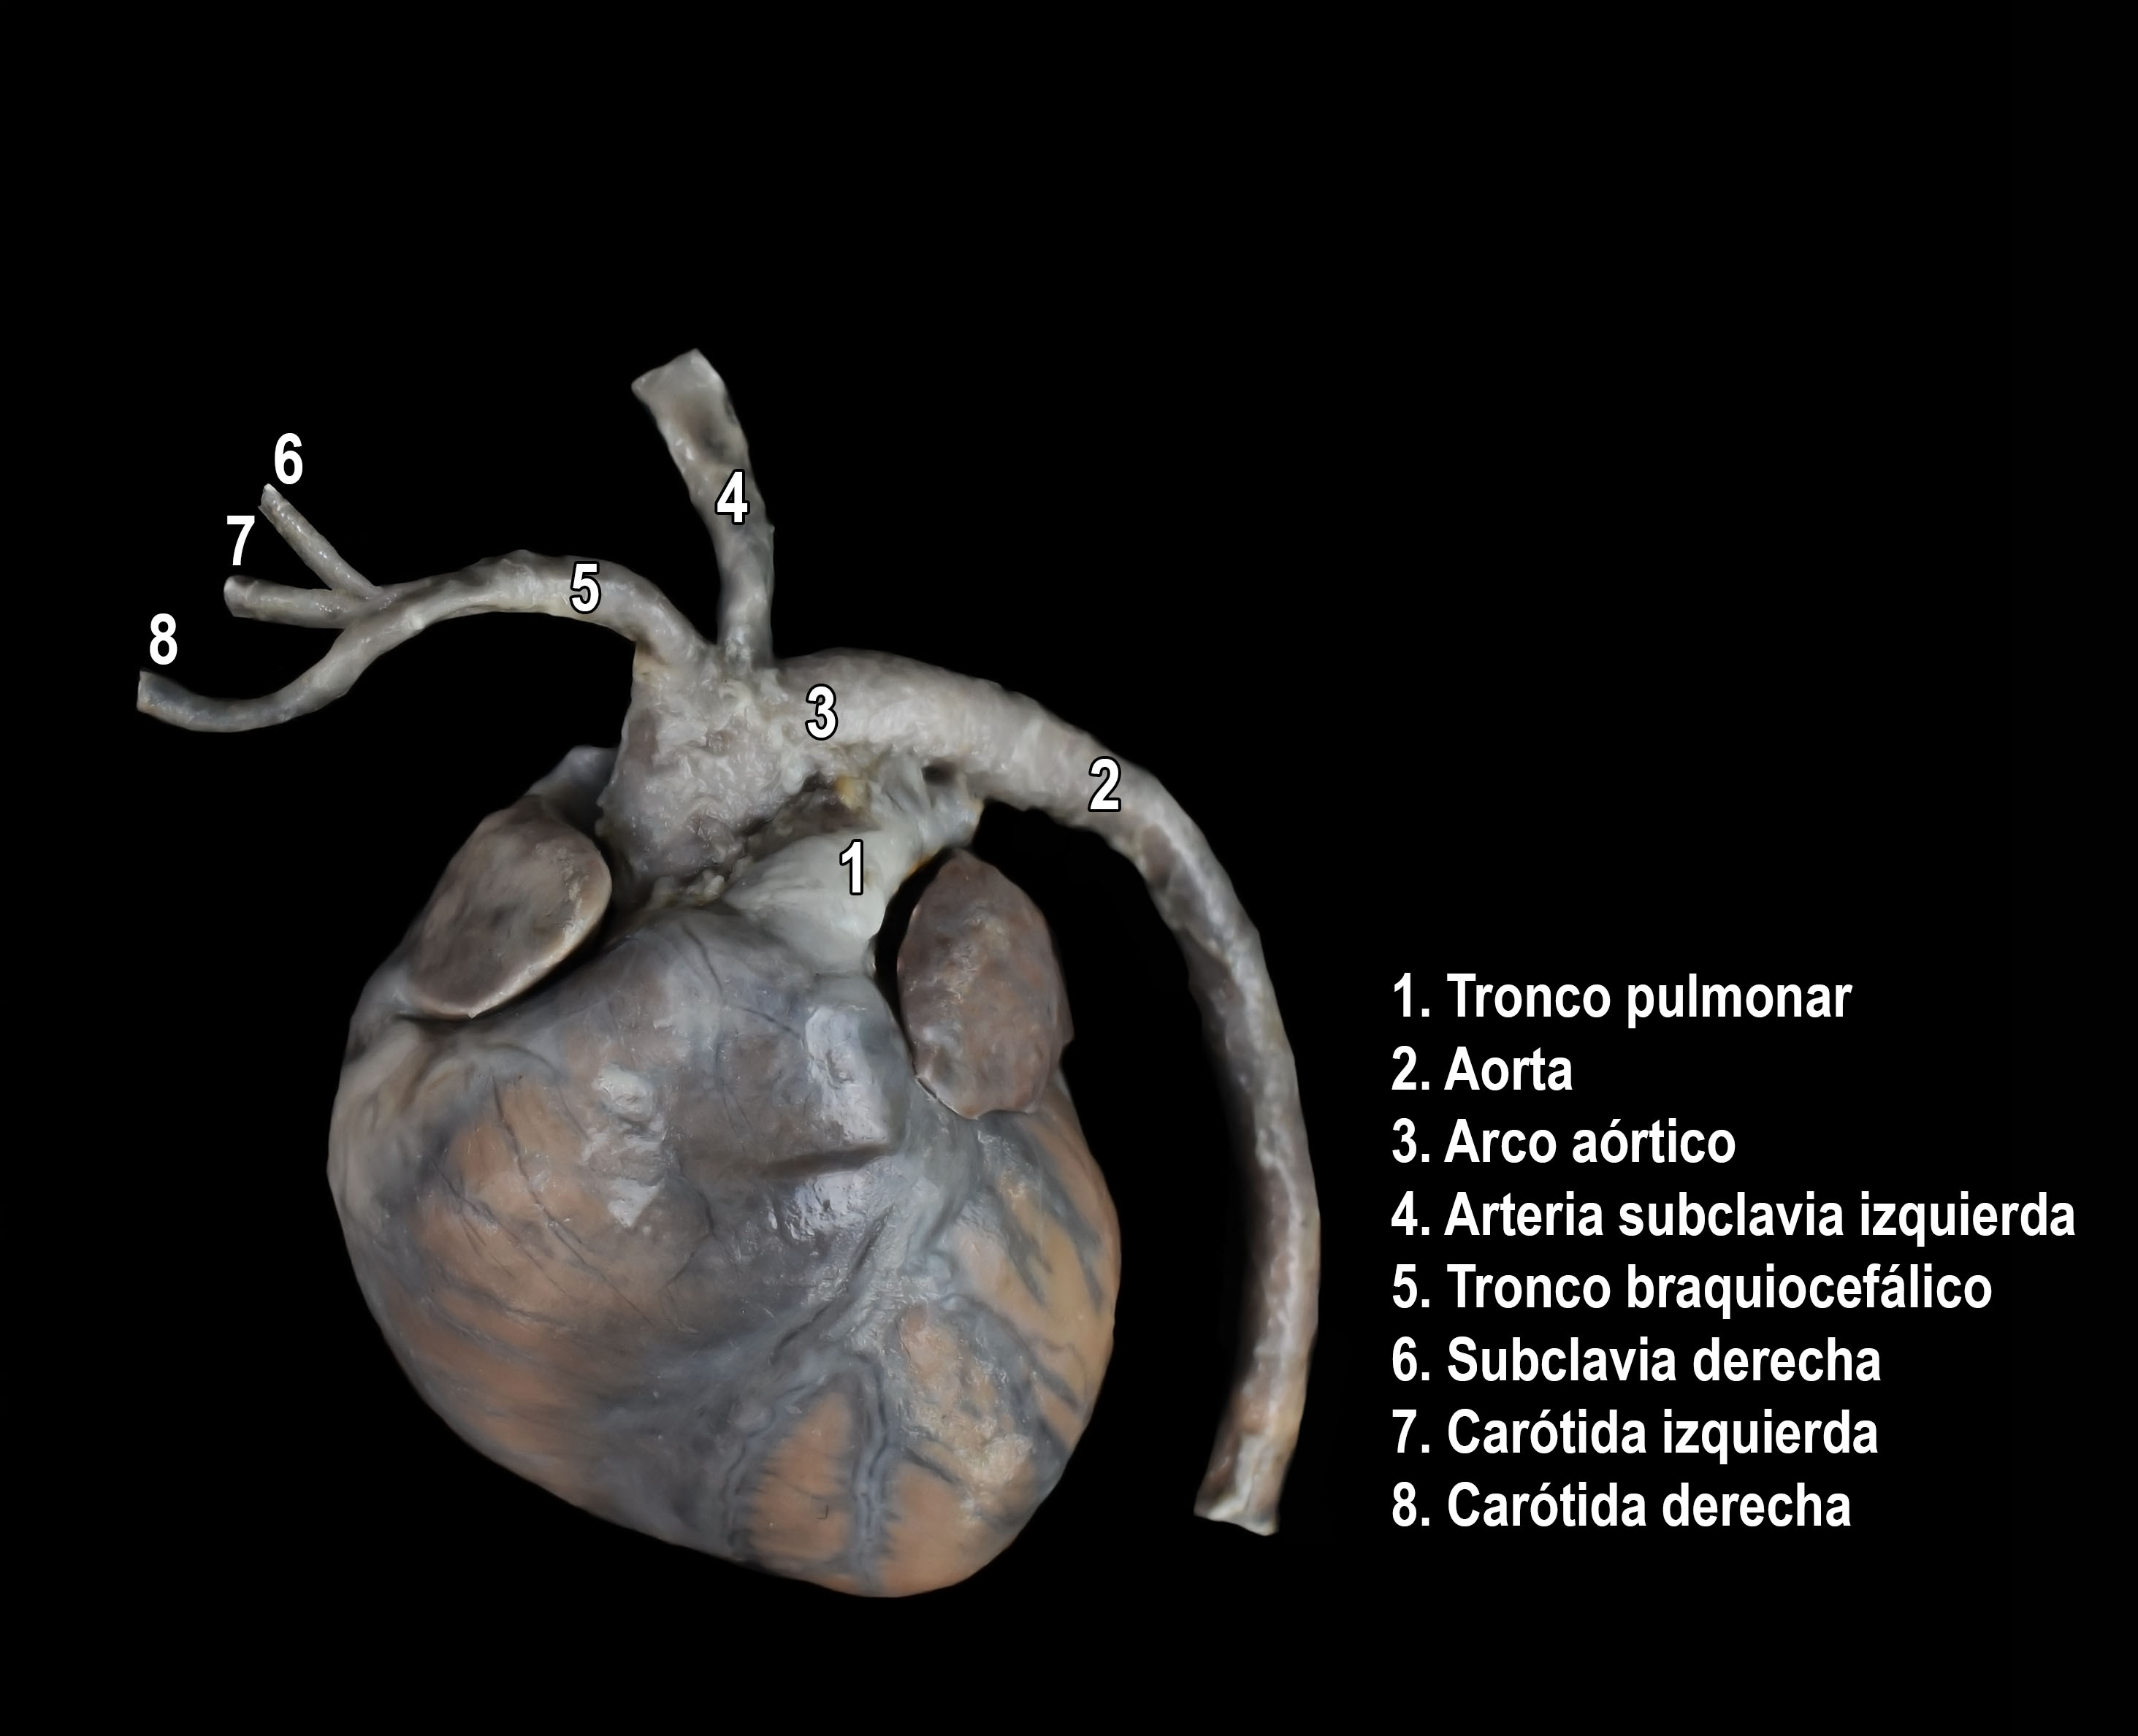 6
4
7
5
8
3
2
1
1. Tronco pulmonar
2. Aorta
3. Arco aórtico
4. Arteria subclavia izquierda
5. Tronco braquiocefálico
6. Subclavia derecha
7. Carótida izquierda
8. Carótida derecha